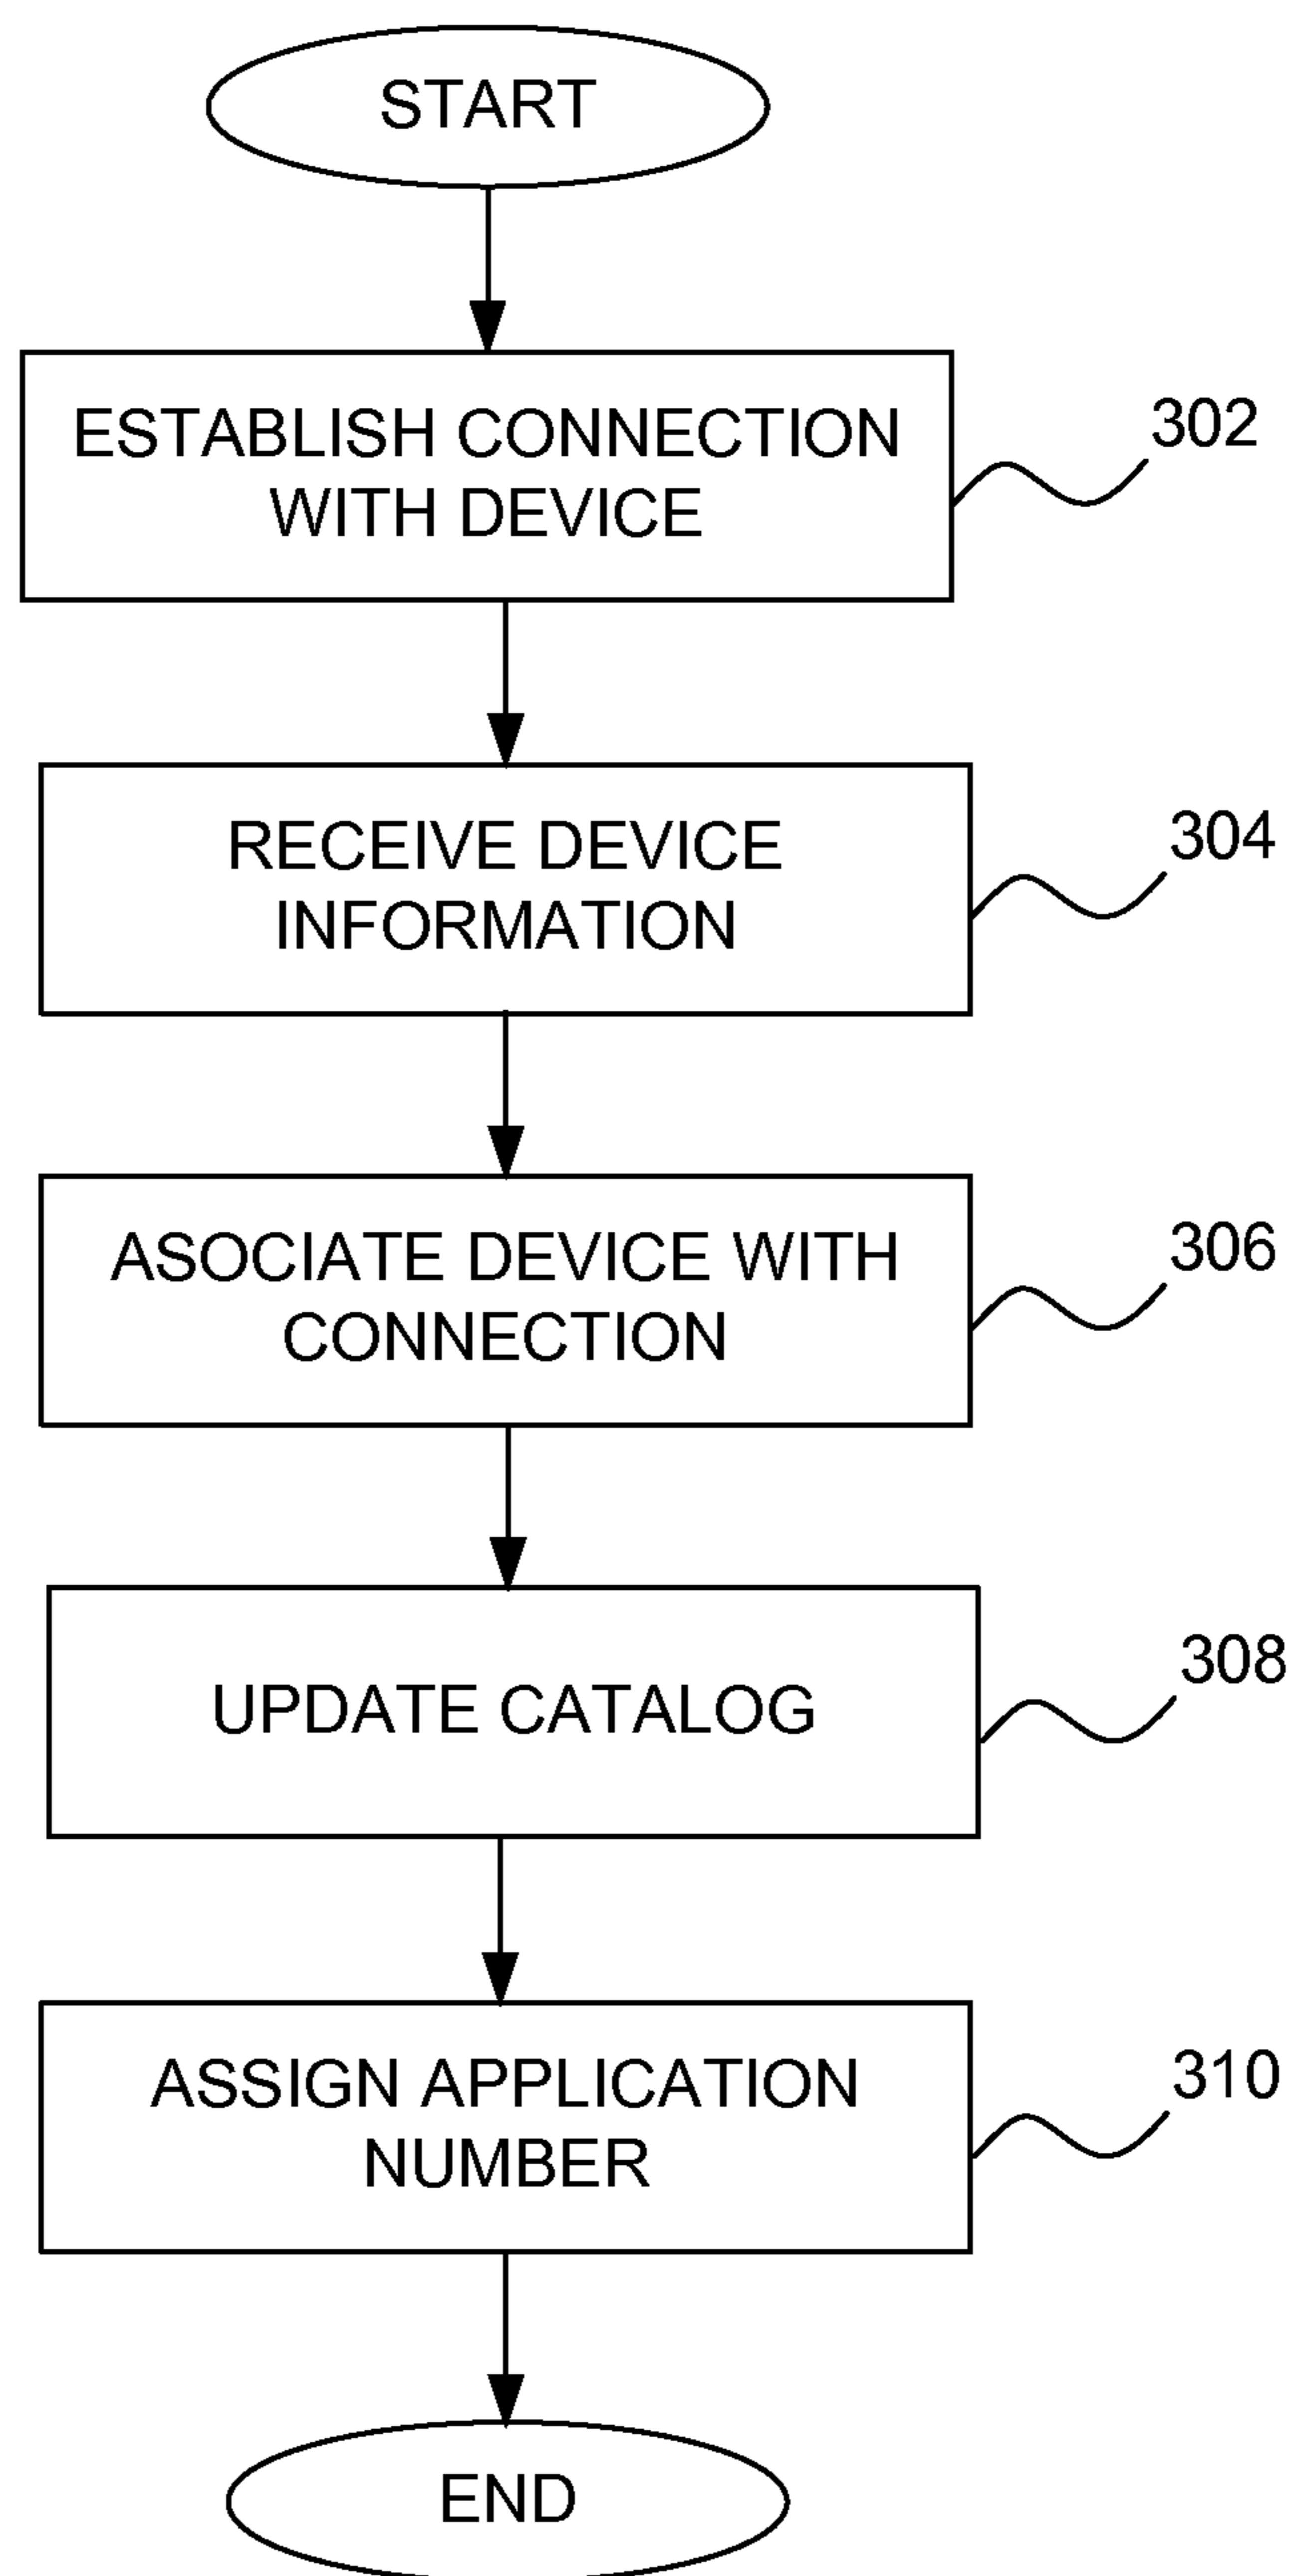 START
ESTABLISH CONNECTION
WITH DEVICE
302
RECEIVE DEVICE
INFORMATION
304
ASOCIATE DEVICE WITH
CONNECTION
306
UPDATE CATALOG
308
ASSIGN APPLICATION
NUMBER
310
END